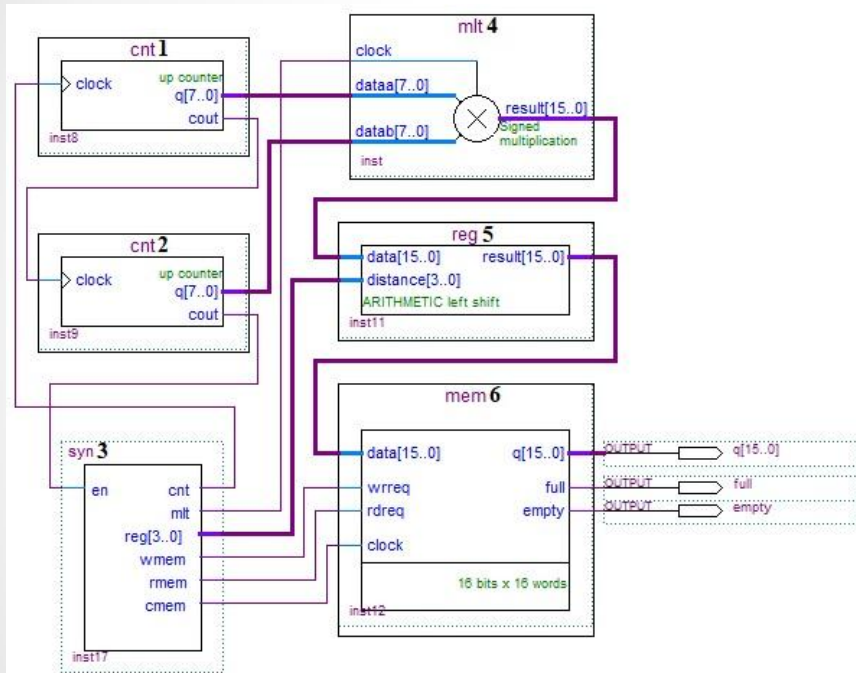 cnt 1
clock
up counter
q[7..0]
cout
inst8
mlt 4
clock
dataa[7..0]
datab[7..0]
result[15..0]
Signed
multiplication
inst
cnt 2
clock
up counter
q[7..0]
cout
inst9
reg 5
data[15..0] result[15..0]
distance[3..0]
ARITHMETIC left shift
inst11
syn 3
en cnt
mlt
reg[3..0]
wmem
rmem
cmem
inst17
mem 6
data[15..0] q[15..0]
wrreq full
rdreq empty
clock
16 bits x 16 words
inst12
OUTPUT q[15..0]
OUTPUT full
OUTPUT empty